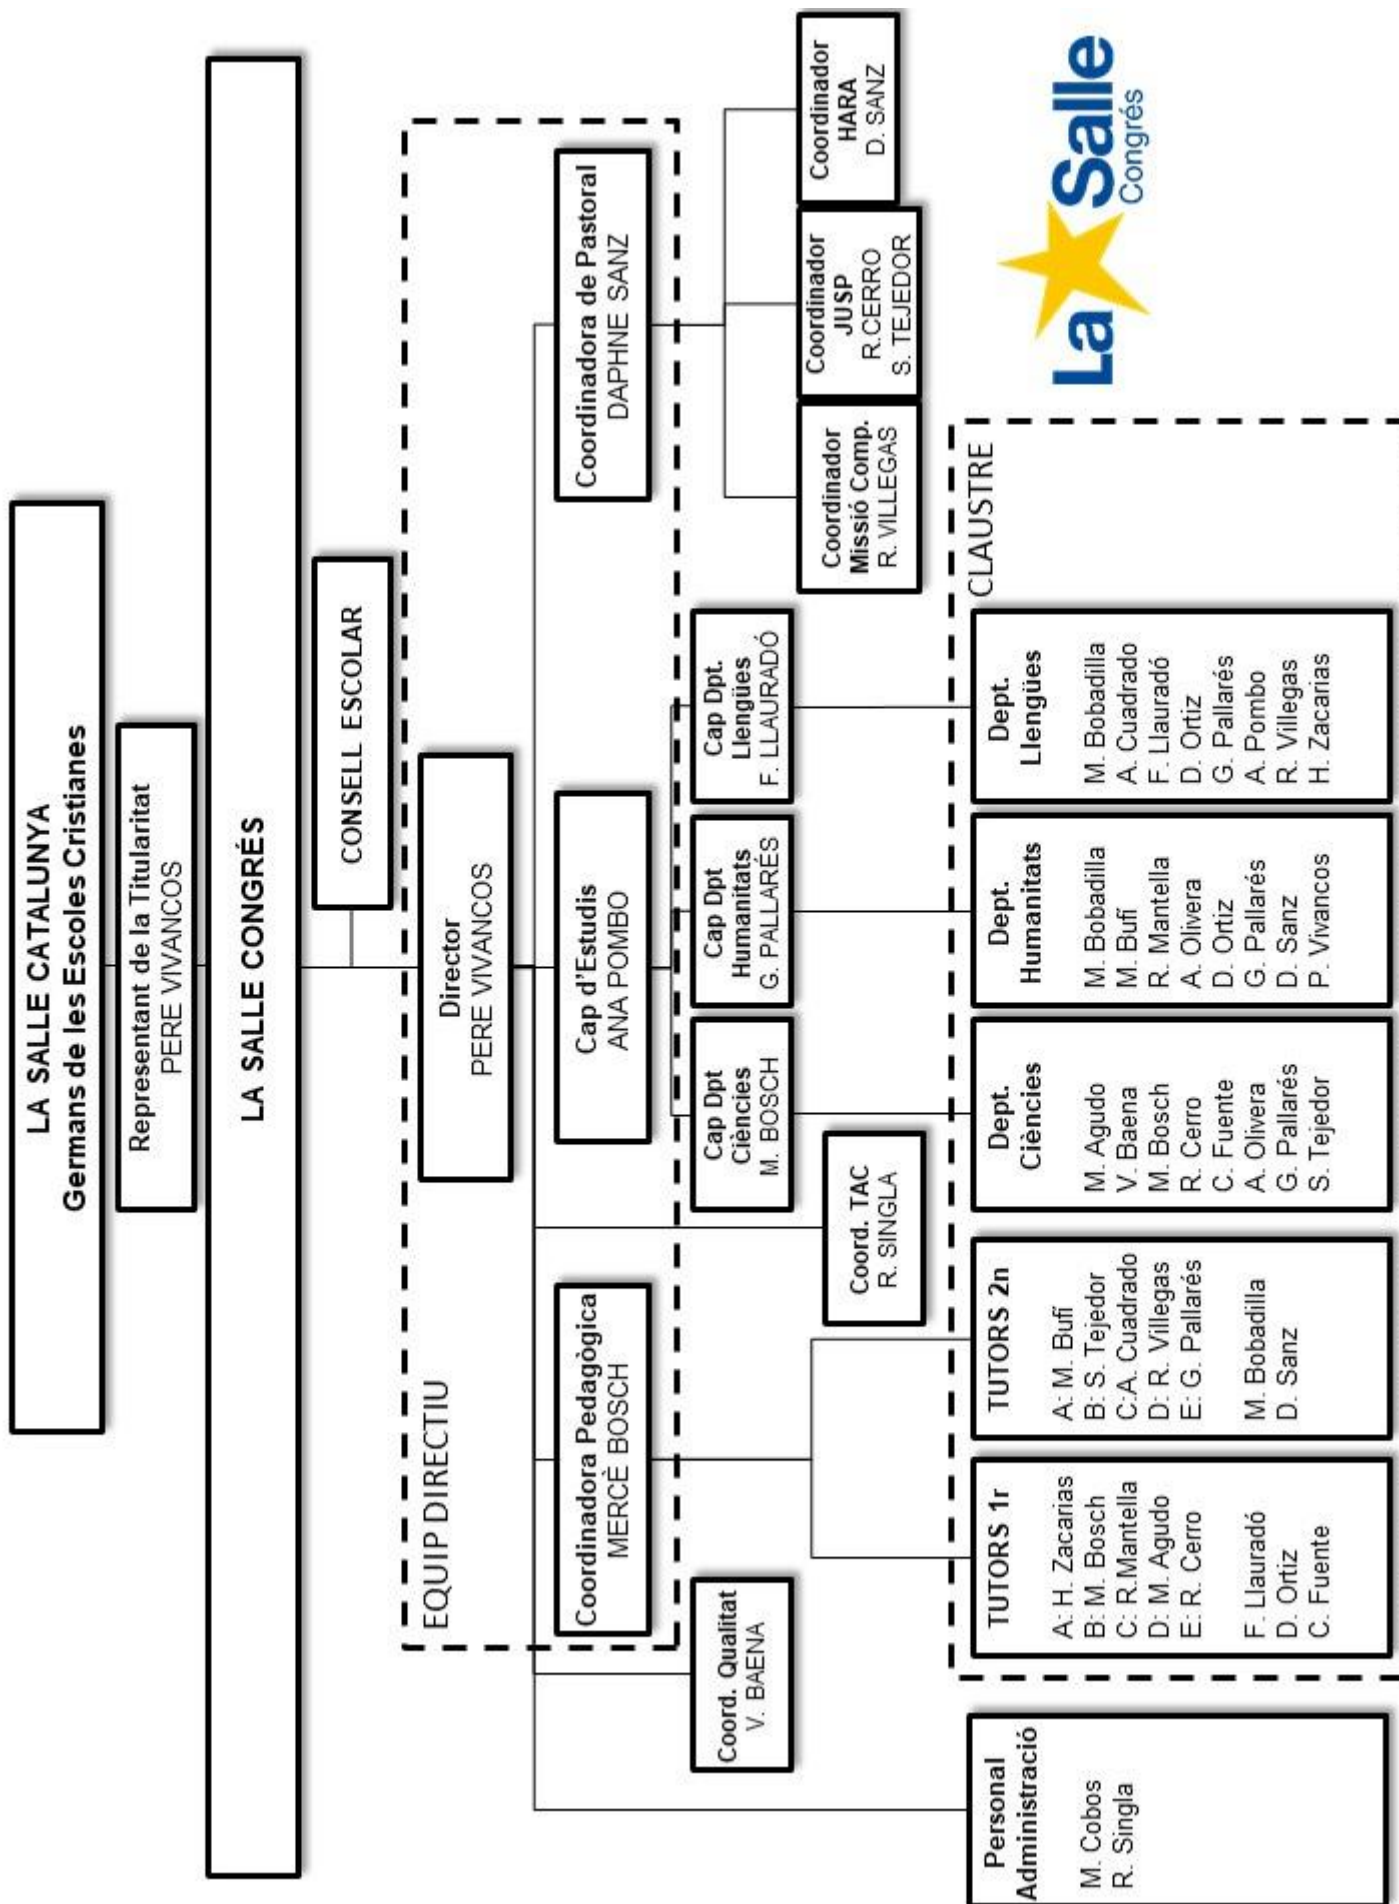 LA SALLE CATALUNYA
Germans de les Escoles Cristianes
Representant de la Titularitat
PERE VIVANCOS
LA SALLE CONGRÉS
CONSELL ESCOLAR
EQUIP DIRECTIU
Director
PERE VIVANCOS
Coordinadora Pedagògica
MERCÈ BOSCH
Cap d'Estudis
ANA POMBO
Coordinadora de Pastoral
DAPHNE SANZ
Coord. Qualitat
V. BAENA
Cap Dpt
Ciències
M. BOSCH
Cap Dpt
Humanitats
G. PALLARÉS
Cap Dpt.
Llengües
F. LLAURADÓ
Coord. TAC
R. SINGLA
Coordinador
Missió Comp.
R. VILLEGAS
Coordinador
JUSP
R.CERRO
S. TEJEDOR
Coordinador
HARA
D. SANZ
CLAUSTRE
Personal
Administració
M. Cobos
R. Singla
TUTORS 1r
A: H. Zacarias
B: M. Bosch
C: R.Mantella
D: M. Agudo
E: R. Cerro
F. Llauradó
D. Ortiz
C. Fuente
TUTORS 2n
A: M. Bufí
B: S. Tejedor
C:A. Cuadrado
D: R. Villegas
E: G. Pallarés
M. Bobadilla
D. Sanz
Dept.
Ciències
M. Agudo
V. Baena
M. Bosch
R. Cerro
C. Fuente
A. Olivera
G. Pallarés
S. Tejedor
Dept.
Humanitats
M. Bobadilla
M. Bufí
R. Mantella
A. Olivera
D. Ortiz
G. Pallarés
D. Sanz
P. Vivancos
Dept.
Llengües
M. Bobadilla
A. Cuadrado
F. Llauradó
D. Ortiz
G. Pallarés
A. Pombo
R. Villegas
H. Zacarias
La Salle
Congrés